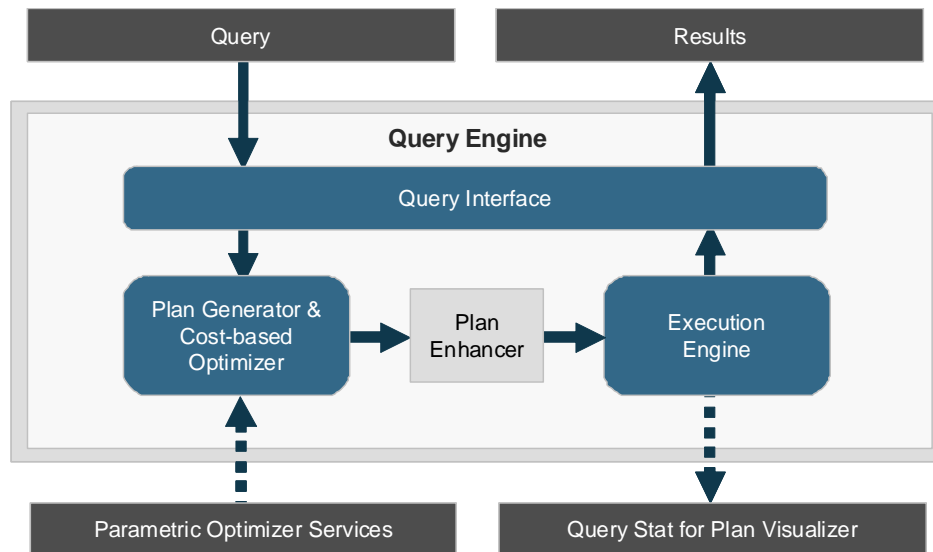 Query
Results
Query Engine
Query Interface
Plan Generator &
Cost-based
Optimizer
Plan
Enhancer
Execution
Engine
Parametric Optimizer Services
Query Stat for Plan Visualizer